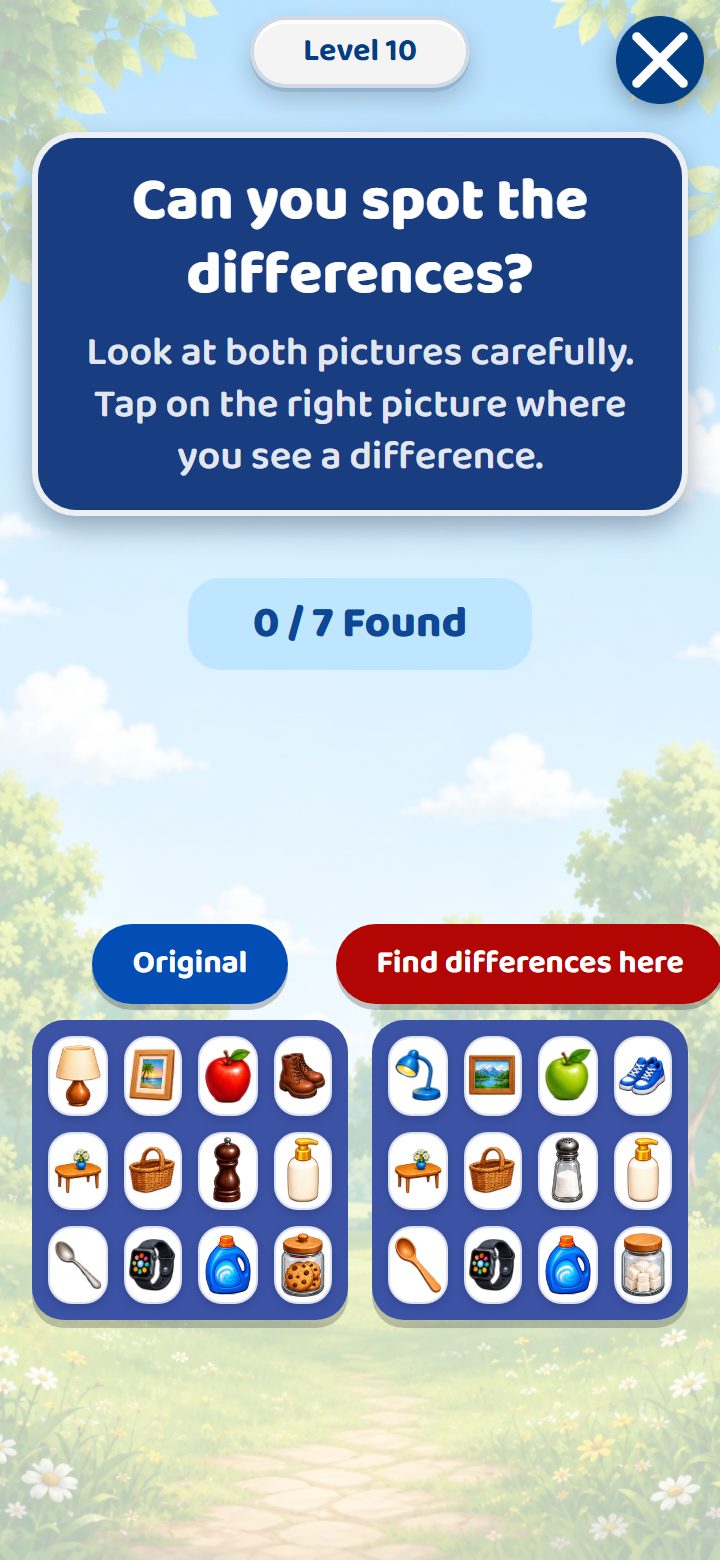 Level 10
Can you spot the
differences?
Look at both pictures carefully.
Tap on the right picture where
you see a difference.
0 / 7 Found
Original
Find differences here